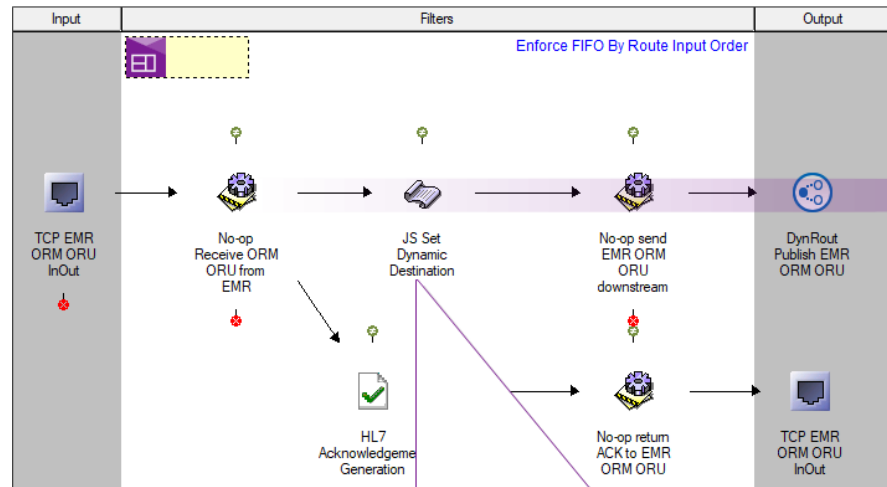 Input
Filters
Output
Enforce FIFO By Route Input Order
TCP EMR
ORM ORU
InOut
No-op
Receive ORM
ORU from
EMR
JS Set
Dynamic
Destination
No-op send
EMR ORM
ORU
downstream
DynRout
Publish EMR
ORM ORU
HL7
Acknowledgeme
Generation
No-op return
ACK to EMR
ORM ORU
TCP EMR
ORM ORU
InOut